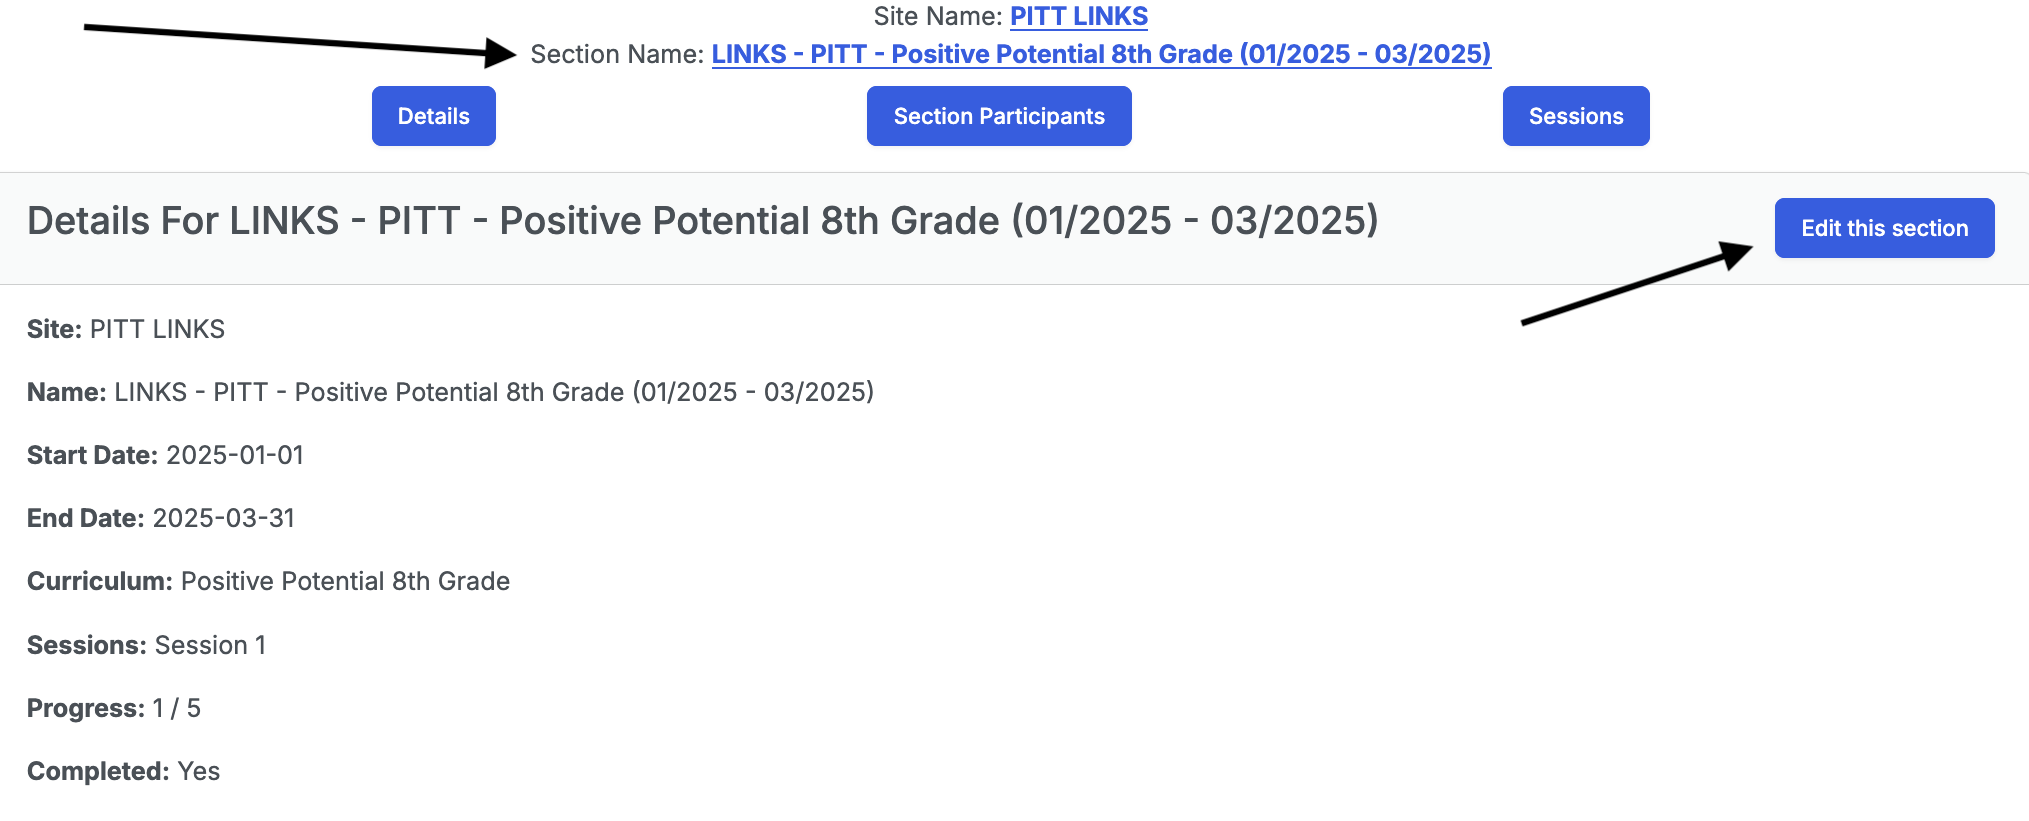 Site Name: PITT LINKS
Section Name: LINKS - PITT - Positive Potential 8th Grade (01/2025 - 03/2025)
Details
Section Participants
Sessions
Details For LINKS - PITT - Positive Potential 8th Grade (01/2025 - 03/2025)
Edit this section
Site: PITT LINKS
Name: LINKS - PITT - Positive Potential 8th Grade (01/2025 - 03/2025)
Start Date: 2025-01-01
End Date: 2025-03-31
Curriculum: Positive Potential 8th Grade
Sessions: Session 1
Progress: 1 / 5
Completed: Yes